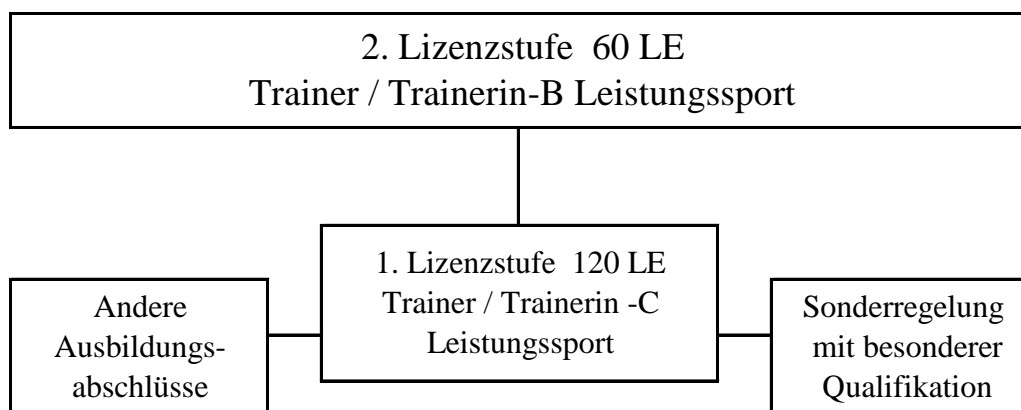 2. Lizenzstufe  60 LE
Trainer / Trainerin-B Leistungssport
1. Lizenzstufe  120 LE
Trainer / Trainerin -C
Leistungssport
Andere
Ausbildungs-
abschlüsse
Sonderregelung
mit besonderer
Qualifikation